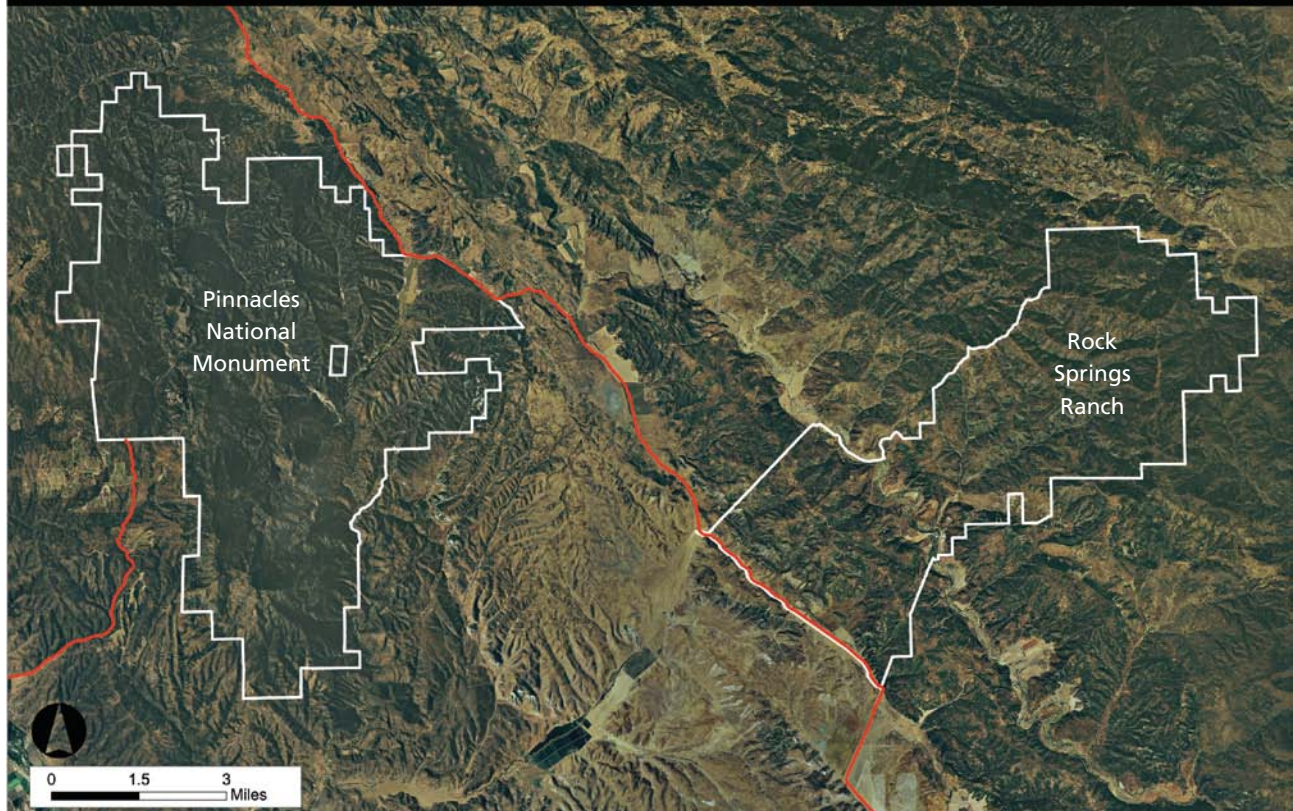 Pinnacles
National
Monument
Rock
Springs
Ranch
0 1.5 3
Miles